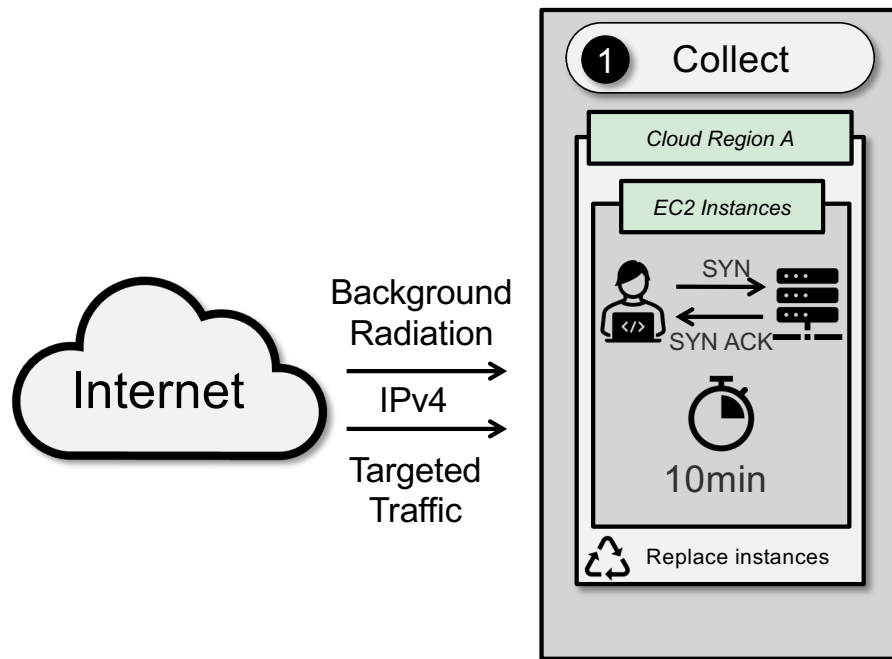 Internet
Background
Radiation
IPv4
Targeted
Traffic
1 Collect
Cloud Region A
EC2 Instances
SYN
</>
SYN ACK
10min
Replace instances